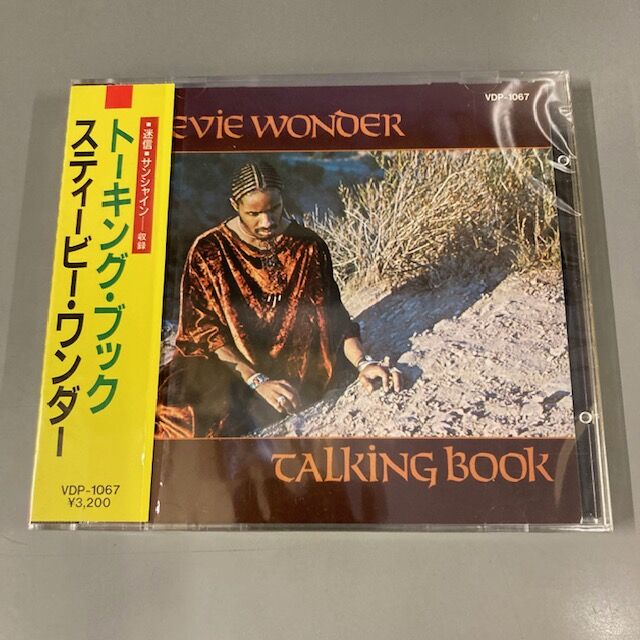 トーキング・ブック
スティービー・ワンダー
■迷信■サンシャイン——収録
VDP-1067
¥3,200
VDP-1067
EVIE WONDER
TALKING BOOK